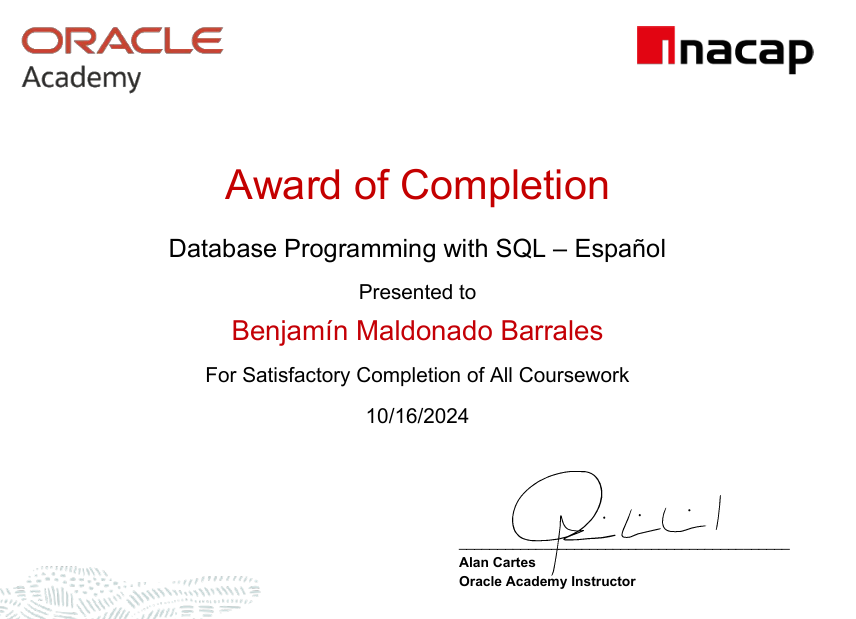 ORACLE
Academy
inacap
Award of Completion
Database Programming with SQL – Español
Presented to
Benjamín Maldonado Barrales
For Satisfactory Completion of All Coursework
10/16/2024
Alan Cartes
Oracle Academy Instructor